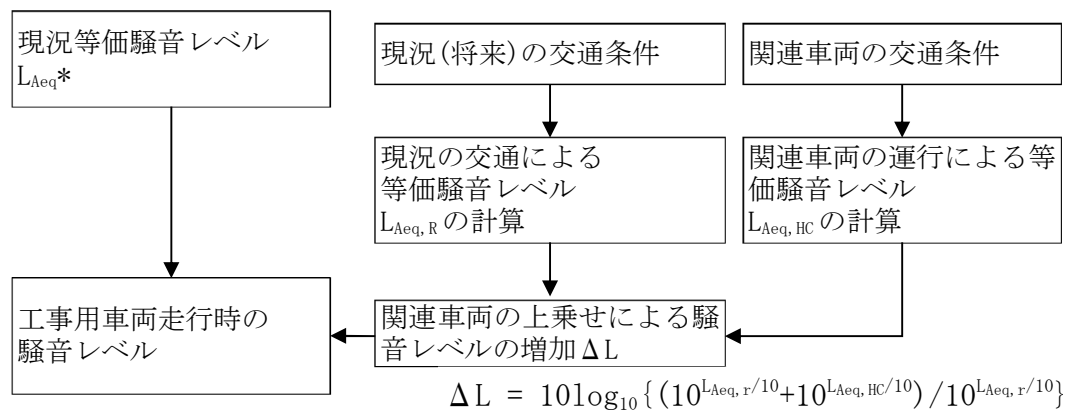 現況等価騒音レベル
LAeq*
現況(将来)の交通条件
関連車両の交通条件
現況の交通による
等価騒音レベル
LAeq,Rの計算
関連車両の運行による等
価騒音レベル
LAeq,HCの計算
工事用車両走行時の
騒音レベル
関連車両の上乗せによる騒
音レベルの増加ΔL
ΔL = 10log10{(10^LAeq,r/10+10^LAeq,HC/10)/10^LAeq,r/10}